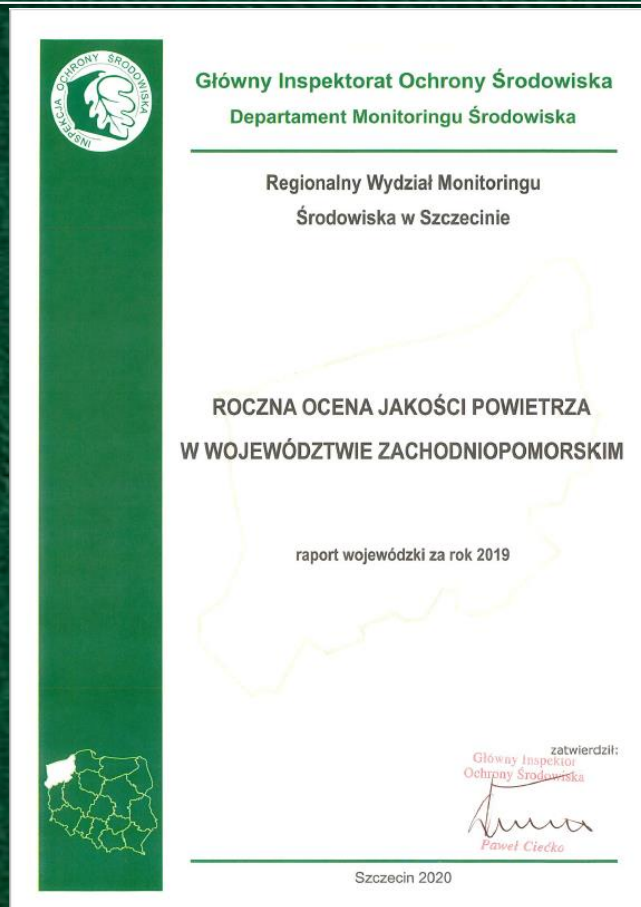 INSPEKCJA OCHRONY ŚRODOWISKA
Główny Inspektorat Ochrony Środowiska
Departament Monitoringu Środowiska
Regionalny Wydział Monitoringu
Środowiska w Szczecinie
ROCZNA OCENA JAKOŚCI POWIETRZA
W WOJEWÓDZTWIE ZACHODNIOPOMORSKIM
raport wojewódzki za rok 2019
zatwierdził:
Główny Inspektor
Ochrony Środowiska
Paweł Ciećko
Szczecin 2020